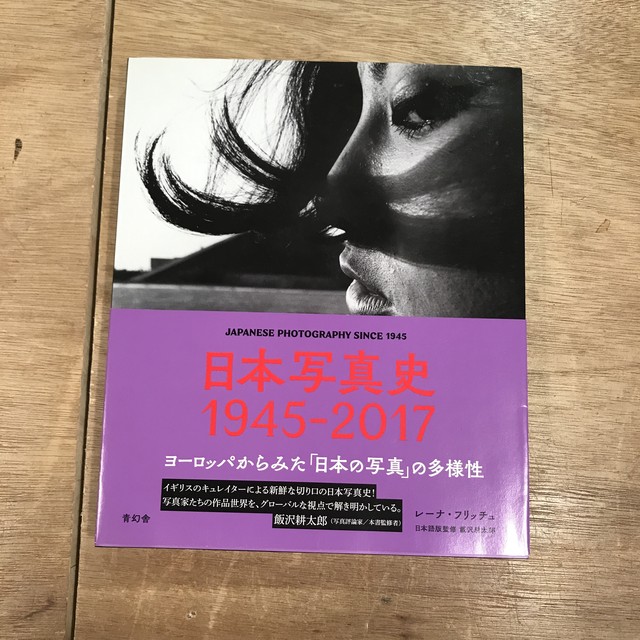 JAPANESE PHOTOGRAPHY SINCE 1945
日本写真史
1945-2017
ヨーロッパからみた「日本の写真」の多様性
イギリスのキュレイターによる新鮮な切り口の日本写真史!
写真家たちの作品世界を、グローバルな視点で解き明かしている。
飯沢耕太郎（写真評論家／本書監修者）
青幻舎
レーナ・フリッチュ
日本語版監修 飯沢耕太郎